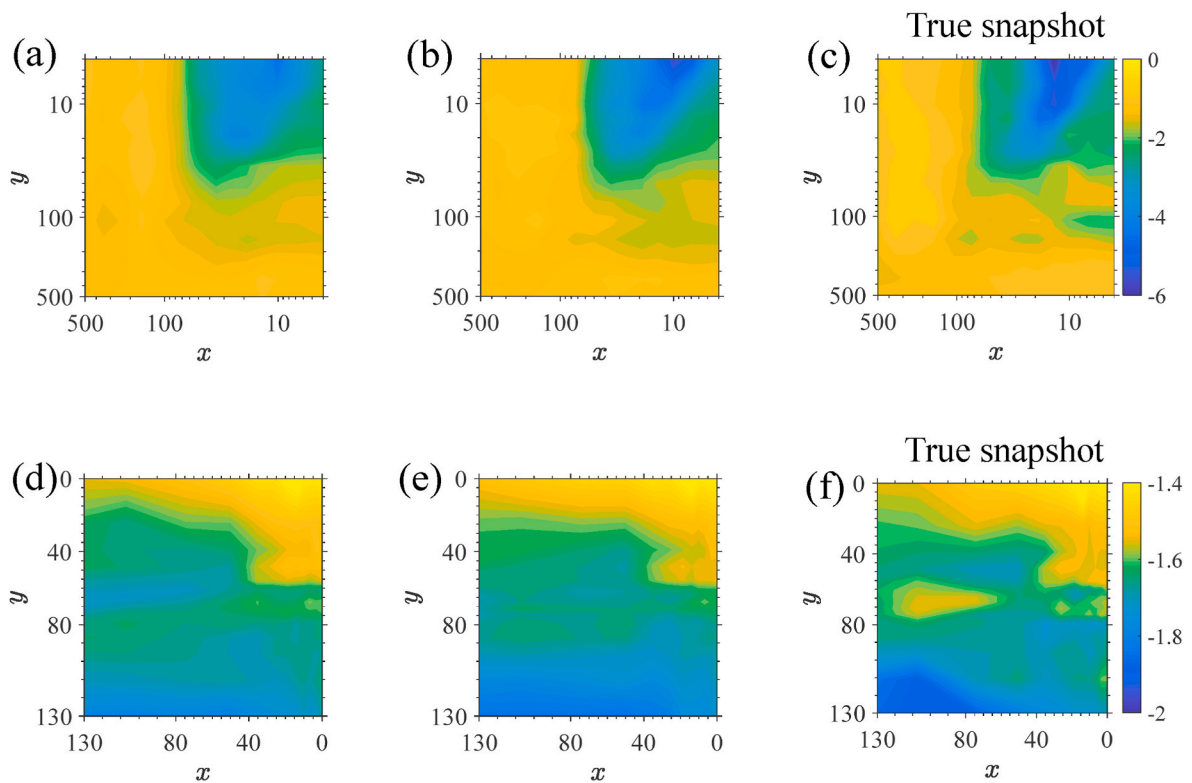 True snapshot
(a) (b) (c)
0
10 10 10
-2
y y y
100 100 100
-4
500 500 500
-6
500 100 10 500 100 10 500 100 10
x x x
True snapshot
(d) (e) (f)
0 0 0 -1.4
40 40 40
-1.6
y y y
80 80 80
-1.8
130 130 130
-2
130 80 40 0 130 80 40 0 130 80 40 0
x x x